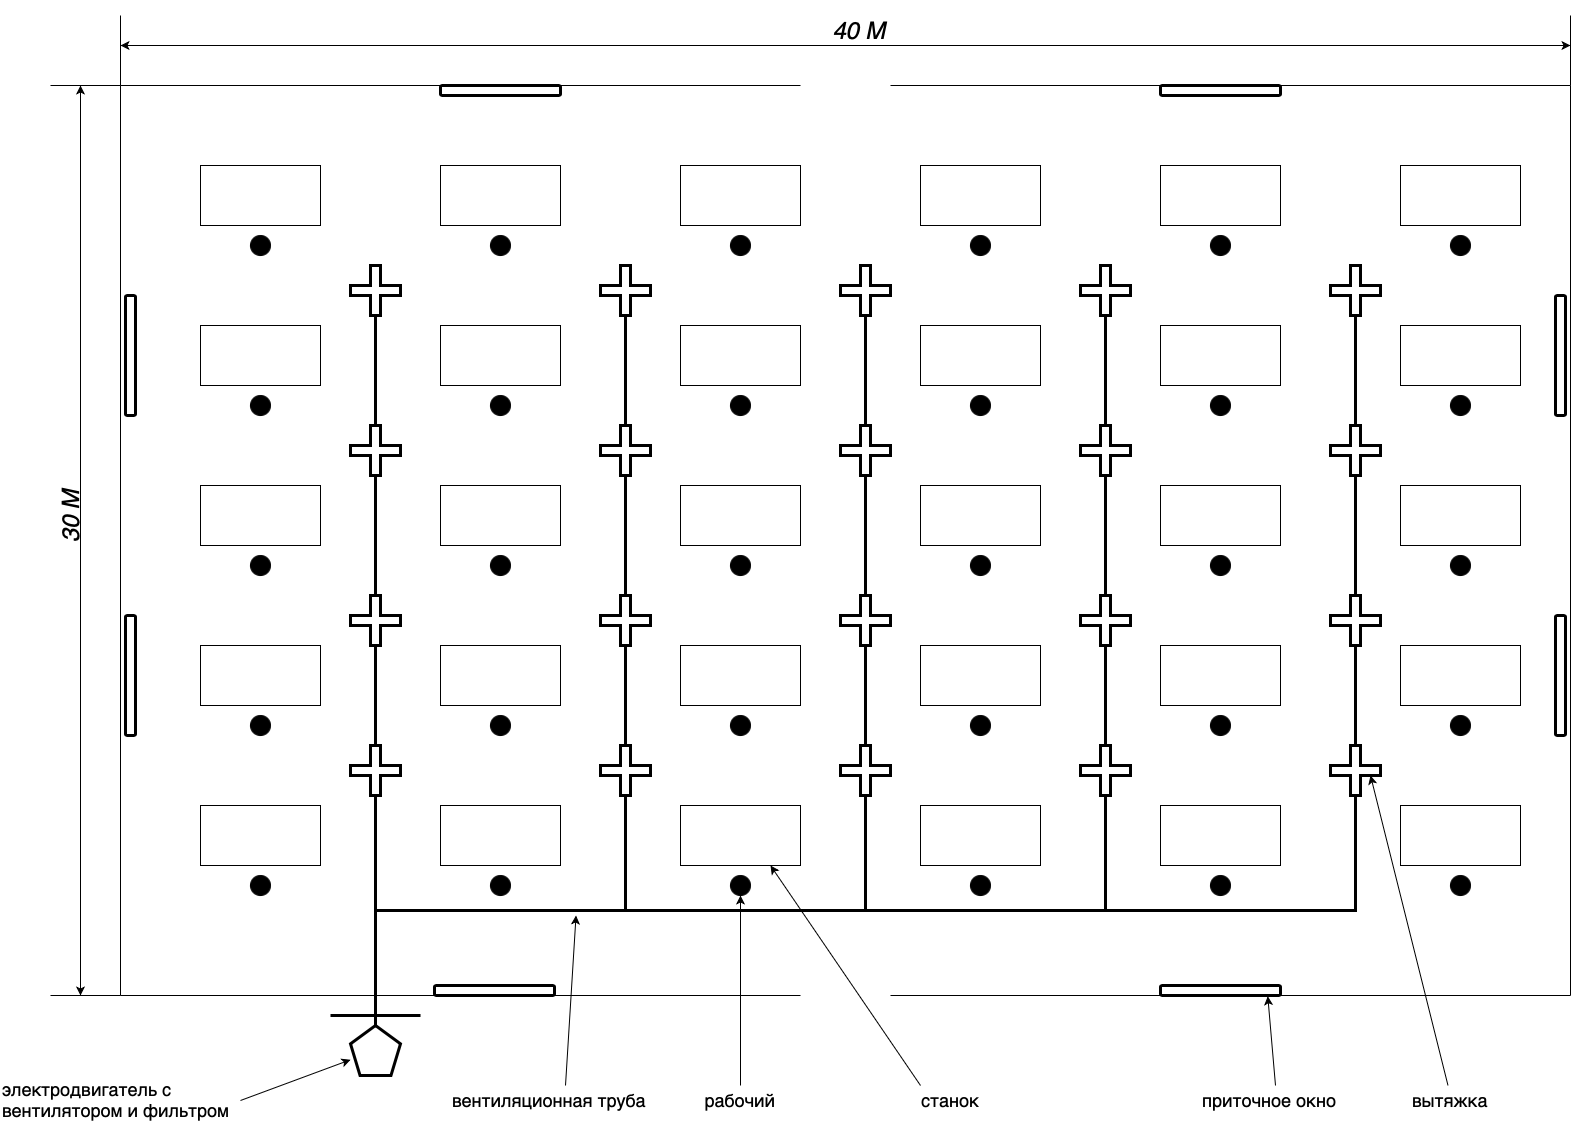 40 М
30 М
электродвигатель с
вентилятором и фильтром
вентиляционная труба
рабочий
станок
приточное окно
вытяжка